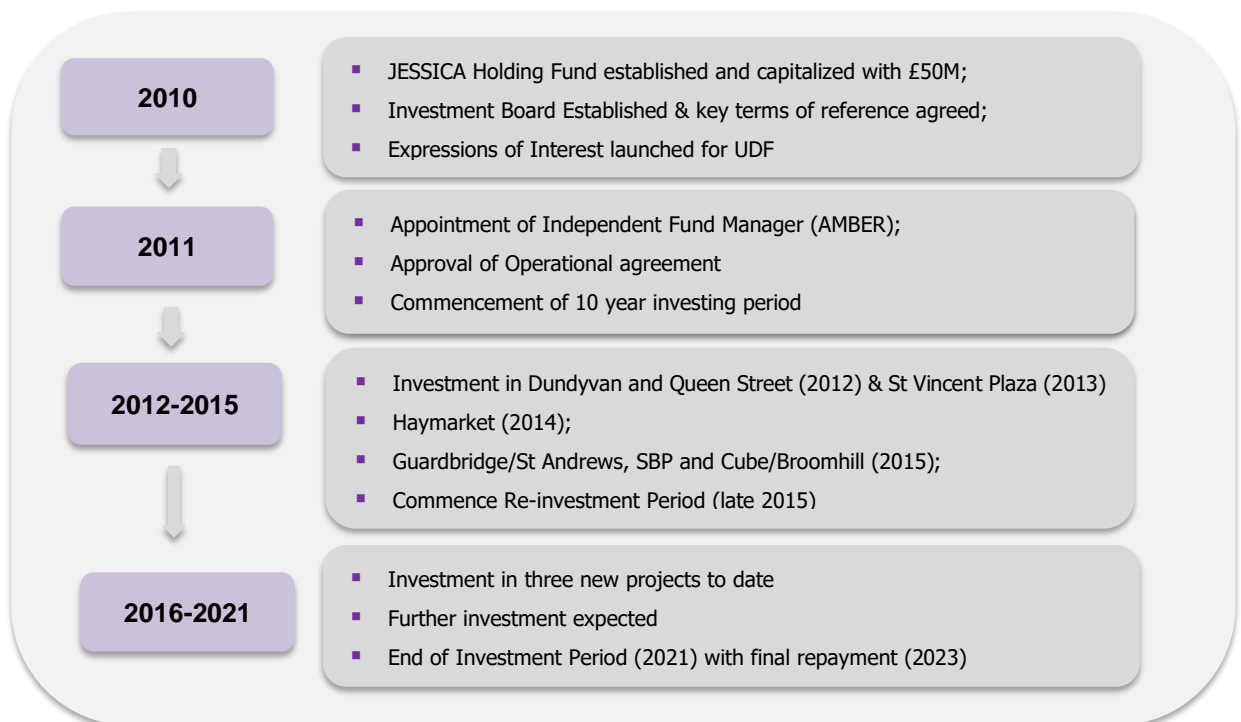 2010
JESSICA Holding Fund established and capitalized with £50M;
Investment Board Established & key terms of reference agreed;
Expressions of Interest launched for UDF
2011
Appointment of Independent Fund Manager (AMBER);
Approval of Operational agreement
Commencement of 10 year investing period
2012-2015
Investment in Dundyvan and Queen Street (2012) & St Vincent Plaza (2013)
Haymarket (2014);
Guardbridge/St Andrews, SBP and Cube/Broomhill (2015);
Commence Re-investment Period (late 2015)
2016-2021
Investment in three new projects to date
Further investment expected
End of Investment Period (2021) with final repayment (2023)